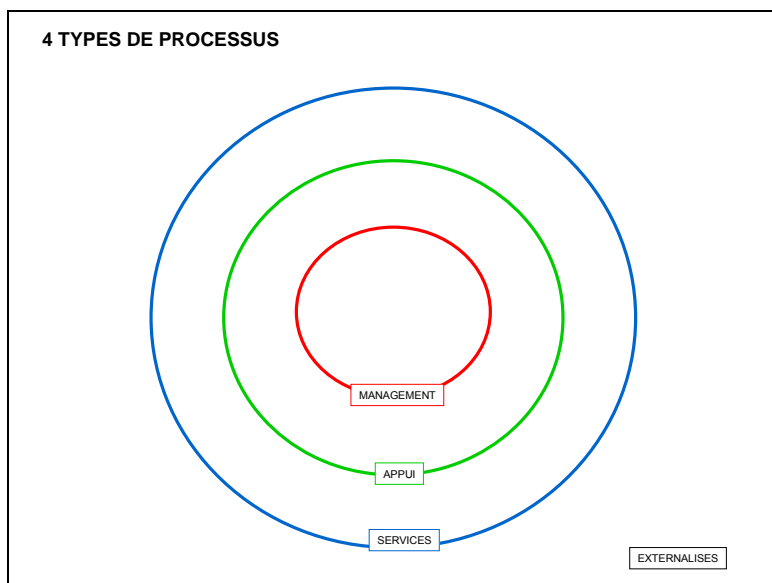 4 TYPES DE PROCESSUS
MANAGEMENT
APPUI
SERVICES
EXTERNALISES